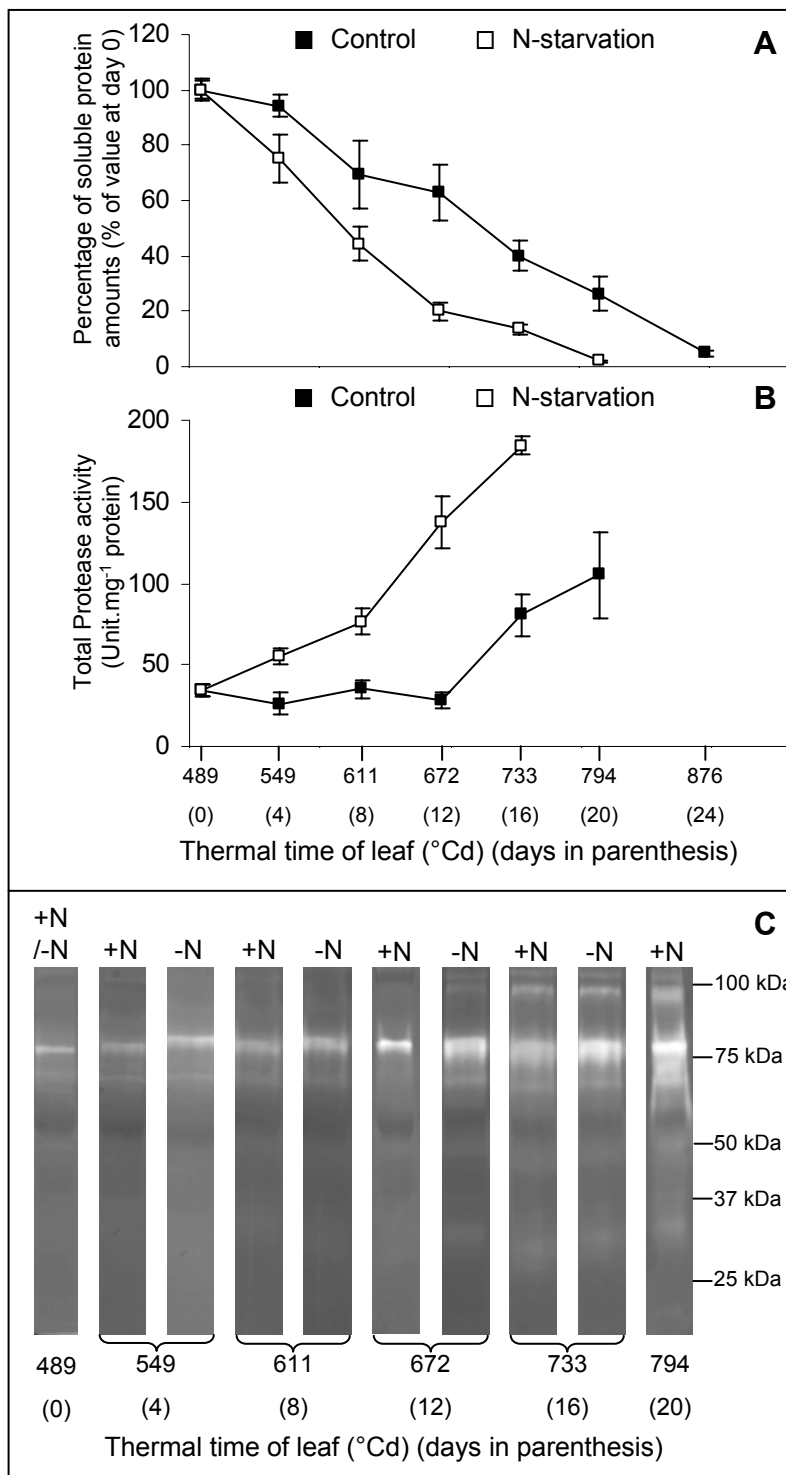 Control N-starvation A
Percentage of soluble protein
amounts (% of value at day 0)
120
100
80
60
40
20
0
Control N-starvation B
Total Protease activity
(Unit.mg-1 protein)
200
150
100
50
0
489 549 611 672 733 794 876
(0) (4) (8) (12) (16) (20) (24)
Thermal time of leaf (°Cd) (days in parenthesis)
C
+N
/-N +N -N +N -N +N -N +N -N +N
100 kDa
75 kDa
50 kDa
37 kDa
25 kDa
489 549 611 672 733 794
(0) (4) (8) (12) (16) (20)
Thermal time of leaf (°Cd) (days in parenthesis)